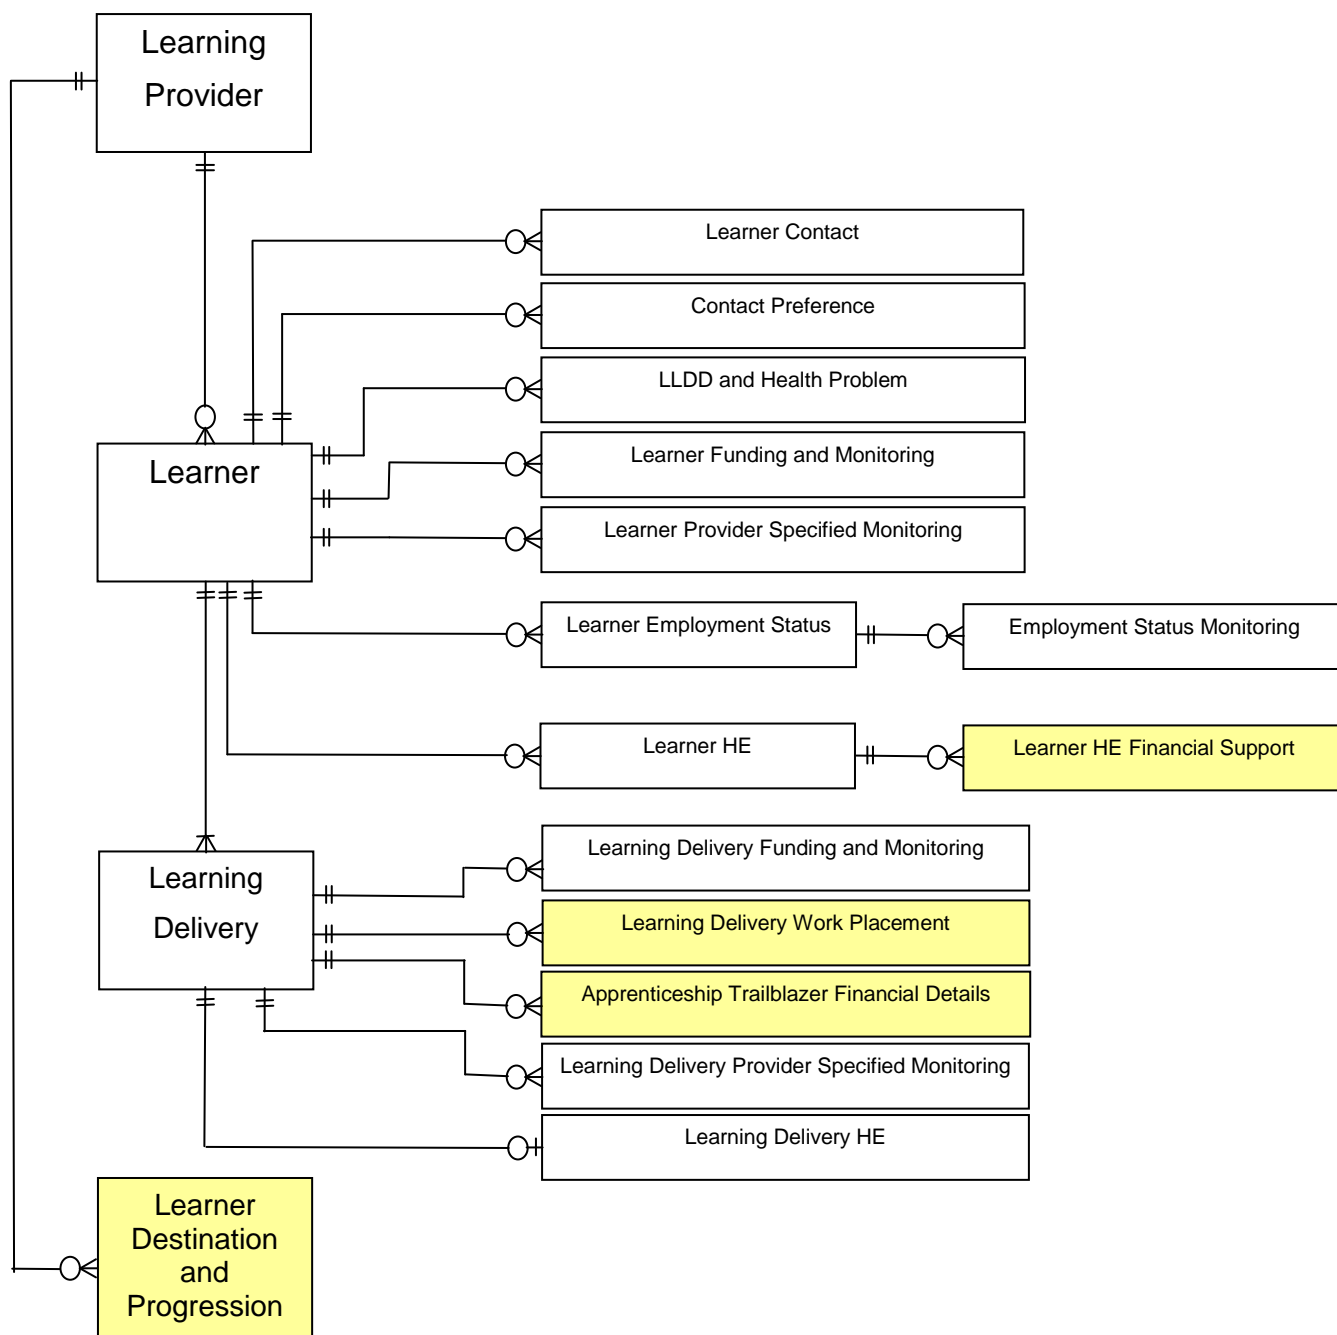 Learning
Provider
Learner Contact
Contact Preference
LLDD and Health Problem
Learner
Learner Funding and Monitoring
Learner Provider Specified Monitoring
Learner Employment Status
Employment Status Monitoring
Learner HE
Learner HE Financial Support
Learning
Delivery
Learning Delivery Funding and Monitoring
Learning Delivery Work Placement
Apprenticeship Trailblazer Financial Details
Learning Delivery Provider Specified Monitoring
Learning Delivery HE
Learner
Destination
and
Progression